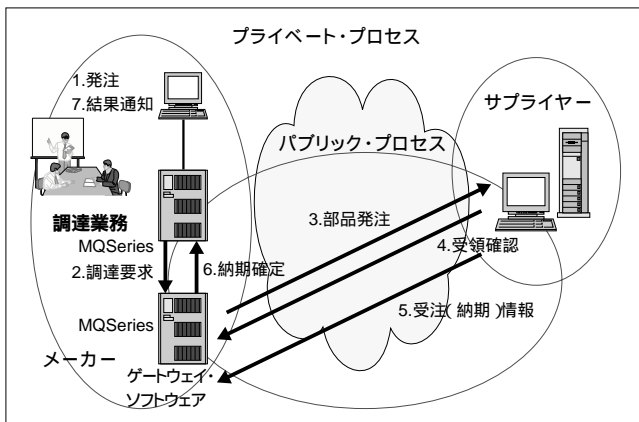 プライベート・プロセス
1.発注
7.結果通知
サプライヤー
パブリック・プロセス
調達業務
3.部品発注
MQSeries
4.受領確認
2.調達要求
6.納期確定
5.受注(納期)情報
MQSeries
メーカー
ゲートウェイ・
ソフトウェア